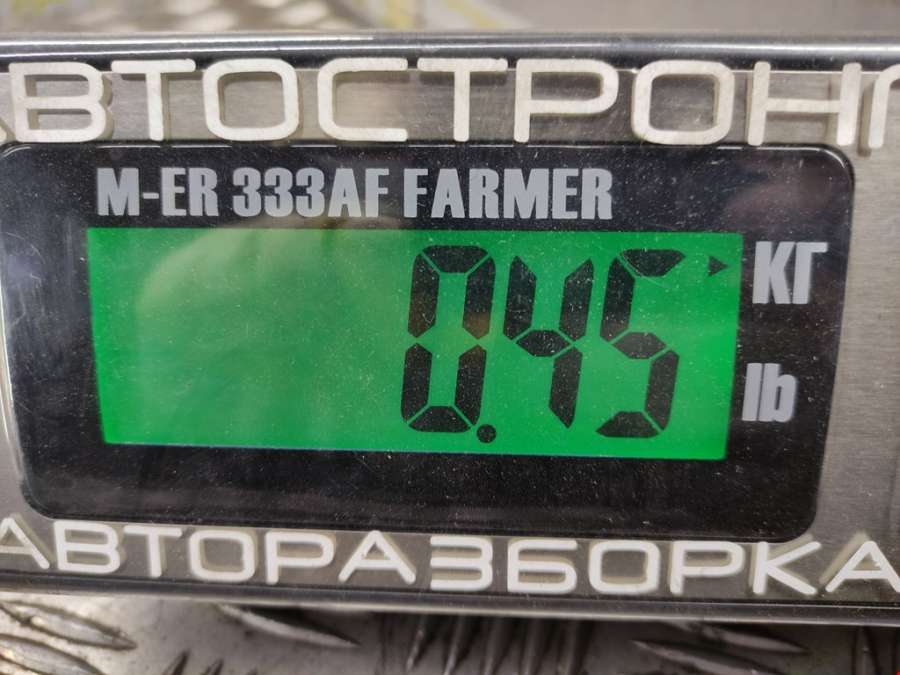 АВТОСТРОНГ
M-ER 333AF FARMER
0.45
КГ
lb
АВТОРАЗБОРКА